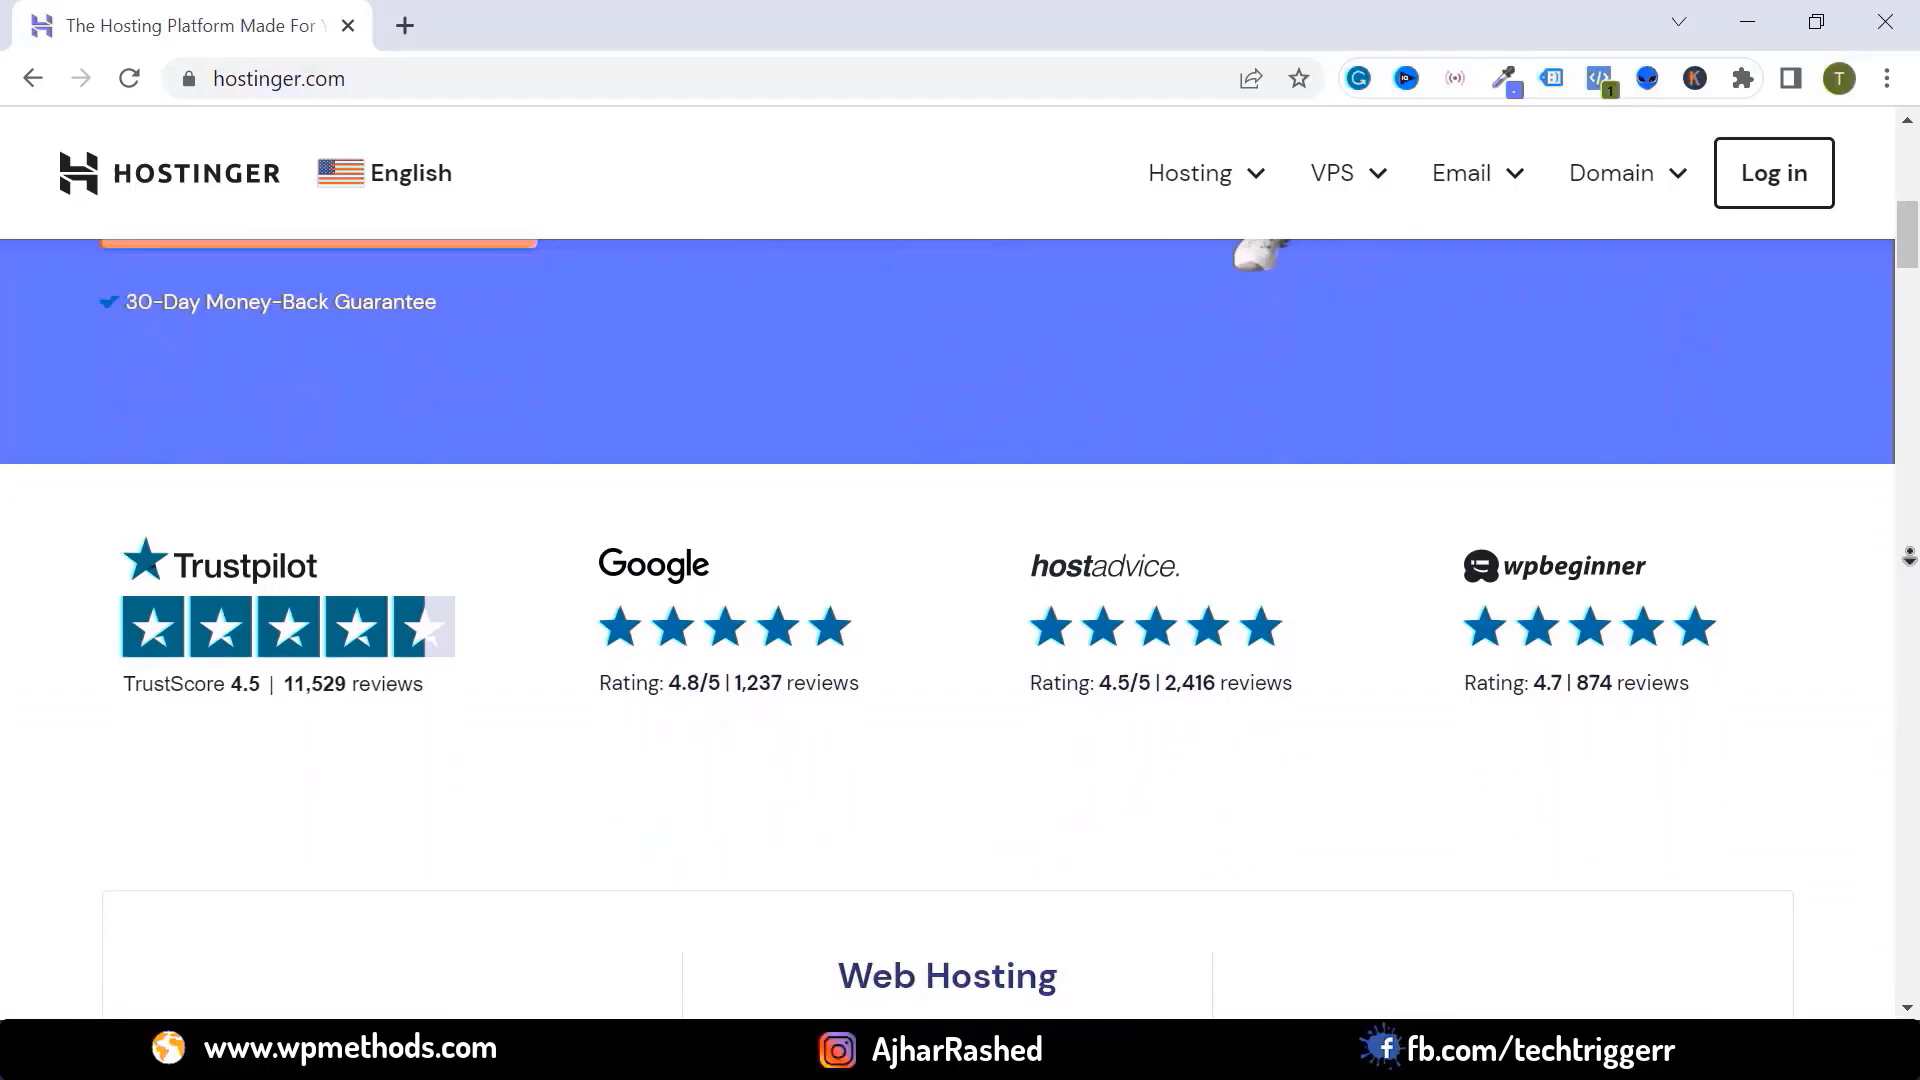 The Hosting Platform Made For
hostinger.com
1
T
HOSTINGER
English
Hosting
VPS
Email
Domain
Log in
30-Day Money-Back Guarantee
Trustpilot
TrustScore 4.5 | 11,529 reviews
Google
Rating: 4.8/5 | 1,237 reviews
hostadvice.
Rating: 4.5/5 | 2,416 reviews
wpbeginner
Rating: 4.7 | 874 reviews
Web Hosting
www.wpmethods.com
AjharRashed
fb.com/techtriggerr